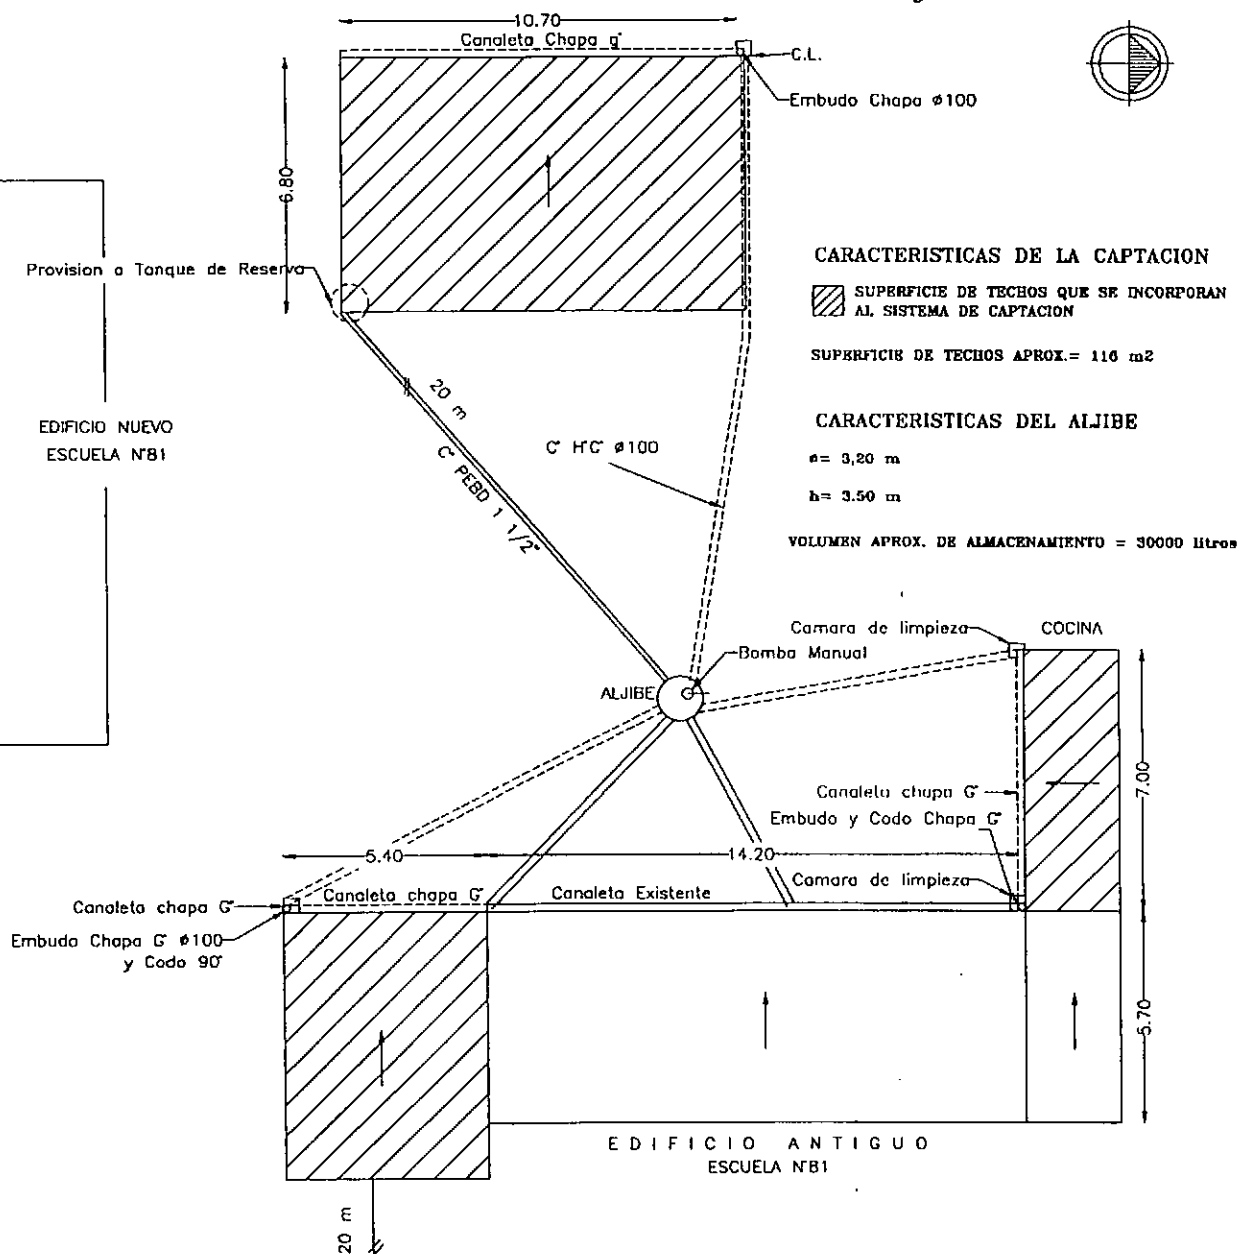 10.70
Canaleta Chapa g°
C.L.
Embudo Chapa ø100
6.80
Provision a Tanque de Reserva
CARACTERISTICAS DE LA CAPTACION
SUPERFICIE DE TECHOS QUE SE INCORPORAN
AL SISTEMA DE CAPTACION
SUPERFICIE DE TECHOS APROX.= 116 m2
20 m
C° PEBD 1 1/2"
EDIFICIO NUEVO
ESCUELA N°81
C° H°C° ø100
CARACTERISTICAS DEL ALJIBE
ø= 3,20 m
h= 3.50 m
VOLUMEN APROX. DE ALMACENAMIENTO = 30000 litros
Camara de limpieza
COCINA
Bomba Manual
ALJIBE
7.00
Canaleta chapa G°
Embudo y Codo Chapa G°
5.40
14.20
Camara de limpieza
Canaleta chapa G°
Canaleta Existente
Canaleta chapa G°
Embudo Chapa G° ø100
y Codo 90°
5.70
EDIFICIO ANTIGUO
ESCUELA N°81
20 m